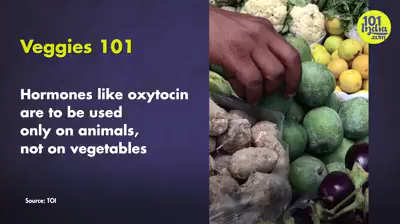 Veggies 101
101
India
.com
Hormones like oxytocin
are to be used
only on animals,
not on vegetables
Source: TOI